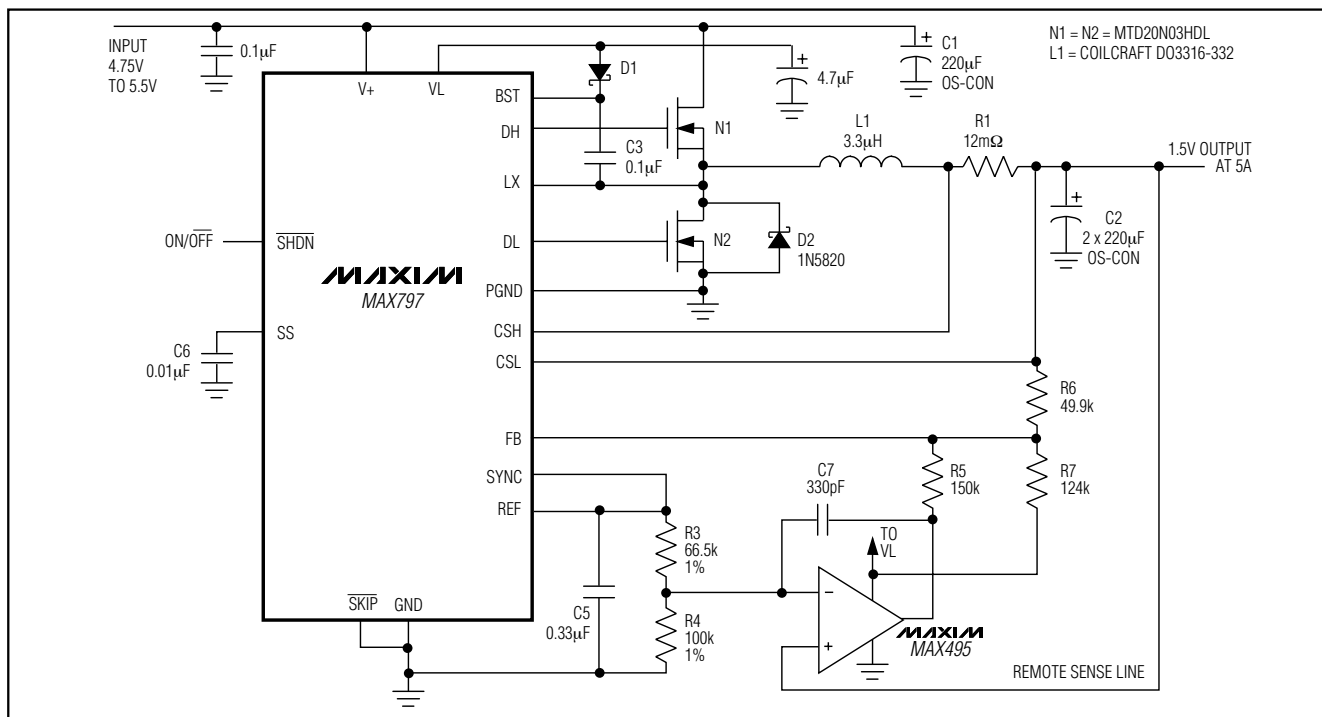 INPUT
4.75V
TO 5.5V
0.1μF
V+
VL
D1
4.7μF
C1
220μF
OS-CON
N1 = N2 = MTD20N03HDL
L1 = COILCRAFT DO3316-332
BST
DH
N1
C3
0.1μF
LX
L1
3.3μH
R1
12mΩ
1.5V OUTPUT
AT 5A
C2
2 x 220μF
OS-CON
ON/OFF
SHDN
DL
N2
D2
1N5820
MAXIM
MAX797
PGND
SS
CSH
C6
0.01μF
CSL
R6
49.9k
FB
SYNC
REF
C7
330pF
R5
150k
R7
124k
R3
66.5k
1%
TO
VL
SKIP
GND
C5
0.33μF
R4
100k
1%
–
+
MAXIM
MAX495
REMOTE SENSE LINE